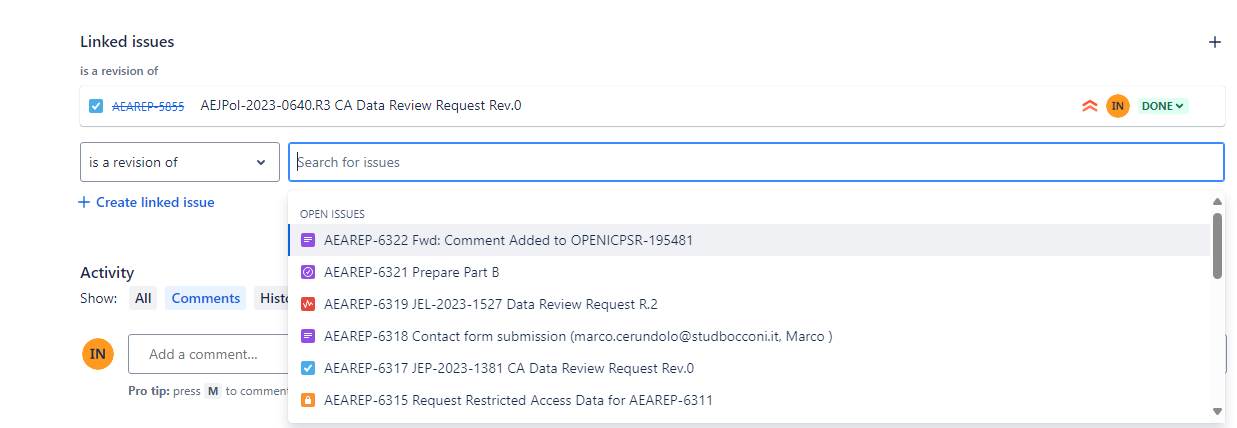 Linked issues
is a revision of
AEAREP-5855 AEJPol-2023-0640.R3 CA Data Review Request Rev.0 IN DONE
is a revision of Search for issues
Create linked issue
OPEN ISSUES
AEAREP-6322 Fwd: Comment Added to OPENICPSR-195481
AEAREP-6321 Prepare Part B
AEAREP-6319 JEL-2023-1527 Data Review Request R.2
AEAREP-6318 Contact form submission (marco.cerundolo@studbocconi.it, Marco )
AEAREP-6317 JEP-2023-1381 CA Data Review Request Rev.0
AEAREP-6315 Request Restricted Access Data for AEAREP-6311
Activity
Show: All Comments Histo
IN Add a comment...
Pro tip: press M to comment